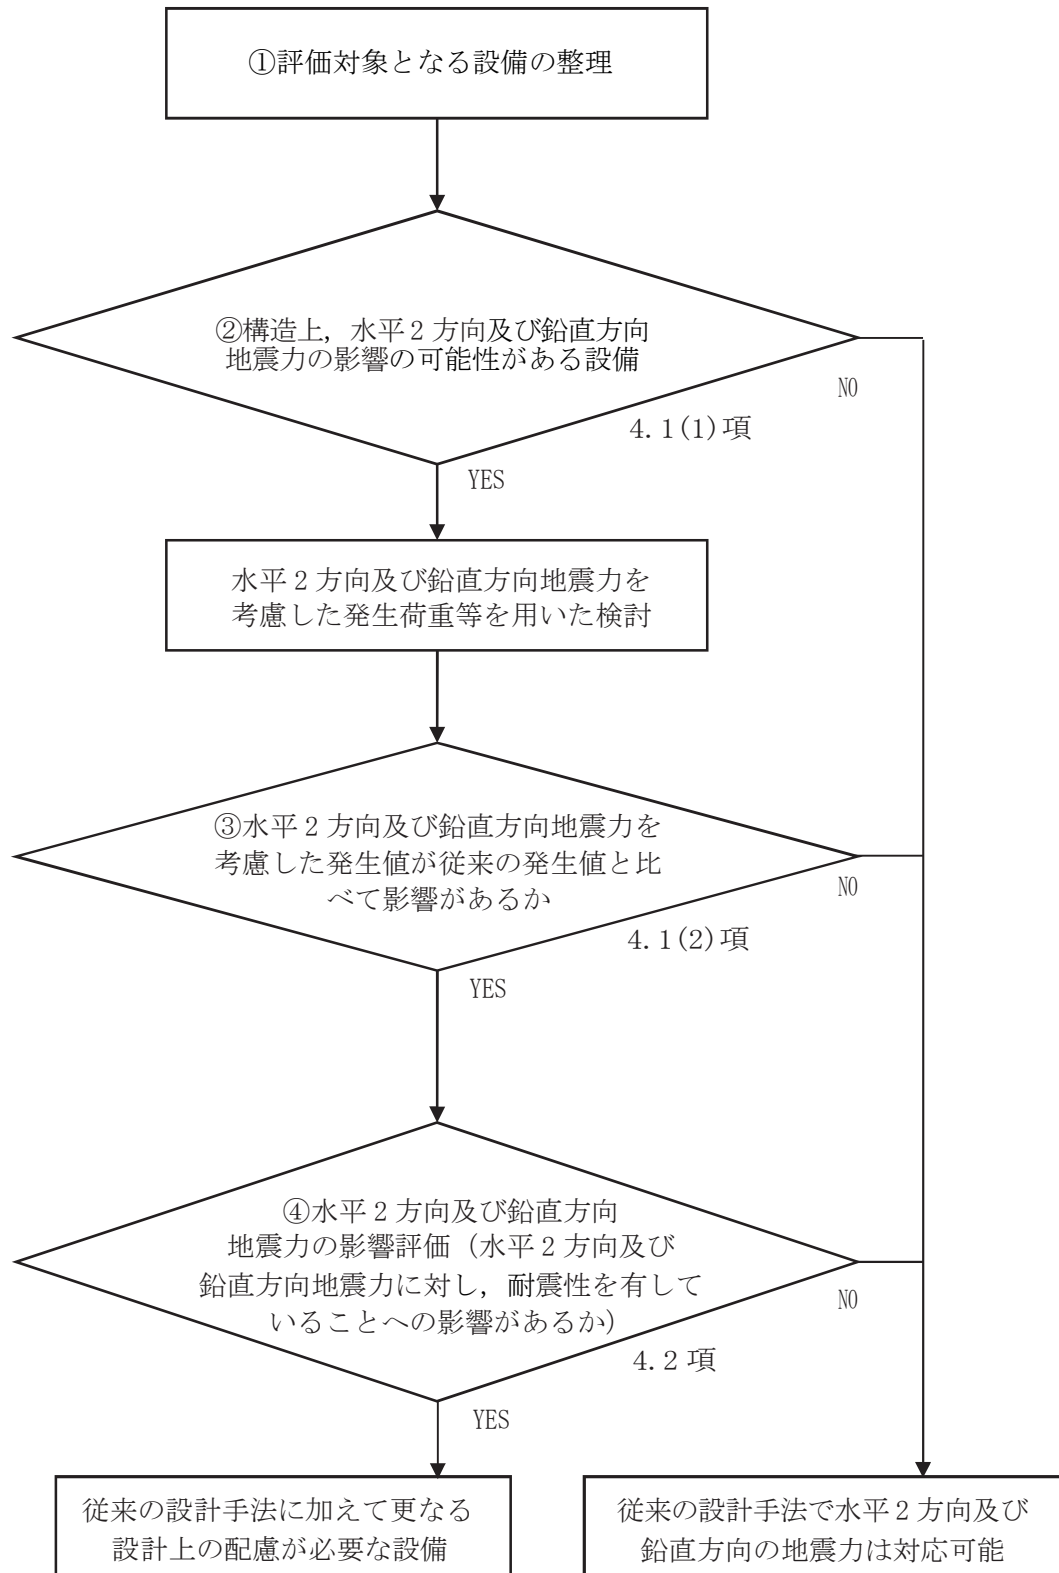 ①評価対象となる設備の整理
②構造上，水平２方向及び鉛直方向
地震力の影響の可能性がある設備
NO
4.1(1)項
YES
水平２方向及び鉛直方向地震力を
考慮した発生荷重等を用いた検討
③水平２方向及び鉛直方向地震力を
考慮した発生値が従来の発生値と比
べて影響があるか
NO
4.1(2)項
YES
④水平２方向及び鉛直方向
地震力の影響評価（水平２方向及び
鉛直方向地震力に対し，耐震性を有して
いることへの影響があるか）
NO
4.2項
YES
従来の設計手法に加えて更なる
設計上の配慮が必要な設備
従来の設計手法で水平２方向及び
鉛直方向の地震力は対応可能